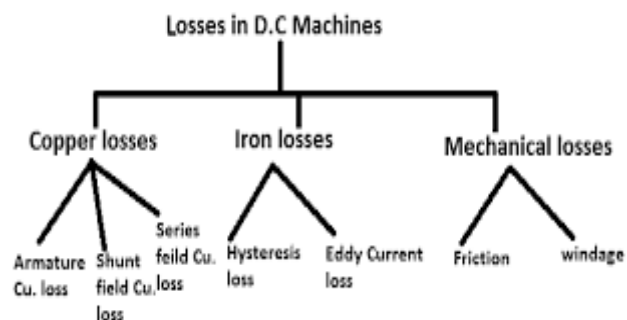 Losses in D.C Machines
Copper losses
Iron losses
Mechanical losses
Armature
Cu. loss
Shunt
field Cu.
loss
Series
feild Cu.
loss
Hysteresis
loss
Eddy Current
loss
Friction
windage